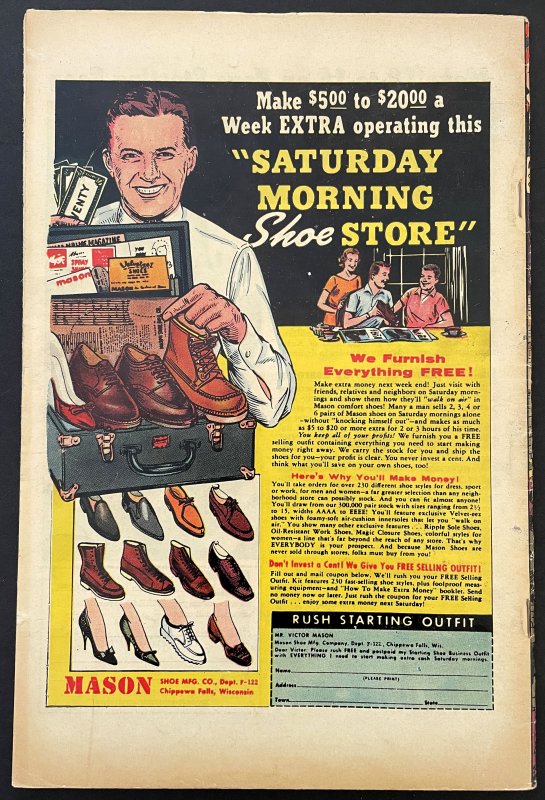 Make $5.00 to $20.00 a
Week EXTRA operating this
"SATURDAY
MORNING
Shoe STORE"
TWENTY
MAGAZINE
mason
Velvet-eez
SHOES
We Furnish
Everything FREE!
Make extra money next week end! Just visit with
friends, relatives and neighbors on Saturday morn-
ings and show them how they'll "walk on air" in
Mason comfort shoes! Many a man sells 2, 3, 4 or
6 pairs of Mason shoes on Saturday mornings alone
-without "knocking himself out"-and makes as much
as $5 to $20 or more extra for 2 or 3 hours of his time.
You keep all of your profits! We furnish you a FREE
selling outfit containing everything you need to start making
money right away. We carry the stock for you and ship the
shoes for you-your profit is clear. You never invest a cent. And
think what you'll save on your own shoes, too!
Here's Why You'll Make Money!
You'll take orders for over 230 different shoe styles for dress, sport
or work, for men and women-a far greater selection than any neigh-
borhood store can possibly stock. And you can fit almost anyone!
You'll draw from our 300,000 pair stock with sizes ranging from 2½
to 15, widths AAAA to EEEE! You'll feature exclusive Velvet-eez
shoes with foamy-soft air-cushion innersoles that let you "walk on
air." You show many other exclusive features . . . Ripple Sole Shoes,
Oil-Resistant Work Shoes, Magic Closure Shoes, colorful styles for
women-a line that's far beyond the reach of any store. That's why
EVERYBODY is your prospect. And because Mason Shoes are
never sold through stores, folks must buy from you!
Don't Invest a Cent! We Give You FREE SELLING OUTFIT!
Fill out and mail coupon below. We'll rush you your FREE Selling
Outfit. Kit features 230 fast-selling shoe styles, plus foolproof meas-
uring equipment-and "How To Make Extra Money" booklet. Send
no money now or later. Just rush the coupon for your FREE Selling
Outfit . . . enjoy some extra money next Saturday!
RUSH STARTING OUTFIT
MR. VICTOR MASON
Mason Shoe Mfg. Company, Dept. F-122, Chippewa Falls, Wis.
Dear Victor: Please rush FREE and postpaid my Starting Shoe Business Outfit
with EVERYTHING I need to start making extra cash Saturday mornings.
Name
(PLEASE PRINT)
Address
Town State
MASON SHOE MFG. CO., Dept. F-122
Chippewa Falls, Wisconsin